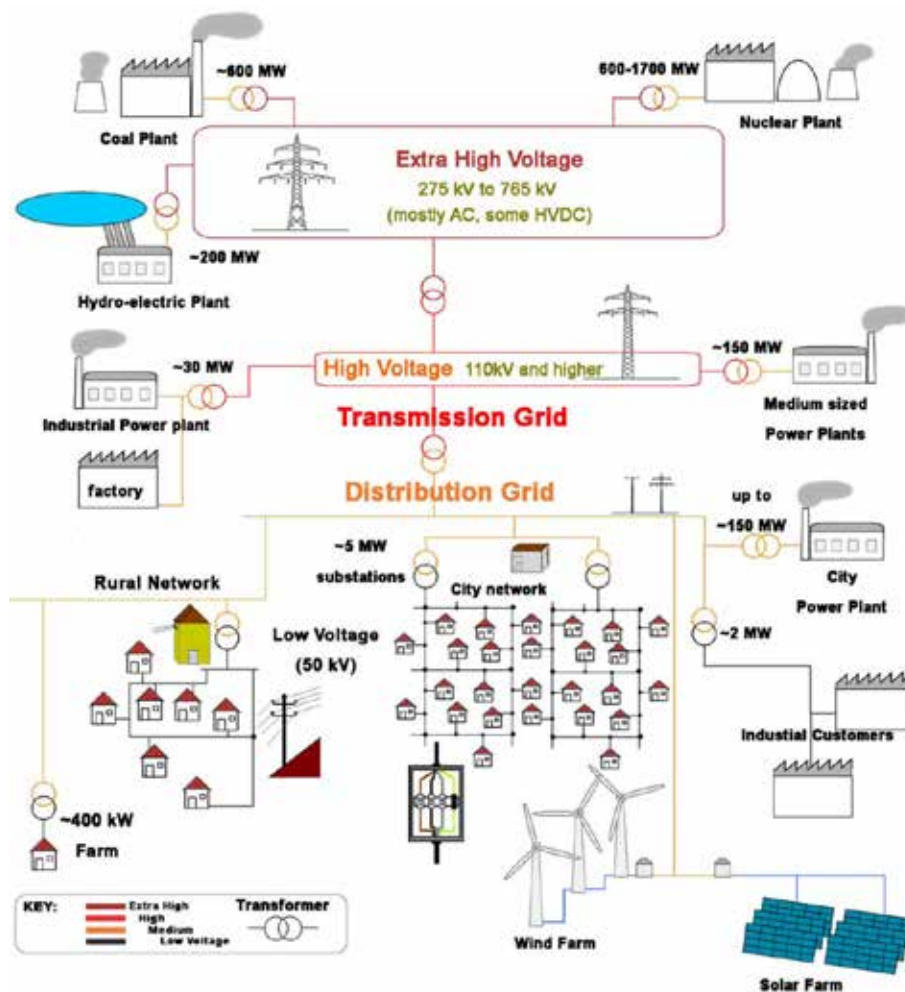 ~600 MW
600-1700 MW
Coal Plant
Nuclear Plant
Extra High Voltage
275 kV to 765 kV
(mostly AC, some HVDC)
~200 MW
Hydro-electric Plant
~30 MW
High Voltage 110kV and higher
~150 MW
Industrial Power plant
Transmission Grid
Medium sized
Power Plants
factory
Distribution Grid
up to
~150 MW
~5 MW
substations
City
Power Plant
Rural Network
City network
Low Voltage
(50 kV)
~2 MW
Industial Customers
~400 kW
Farm
KEY:
Extra High
High
Medium
Low Voltage
Transformer
Wind Farm
Solar Farm